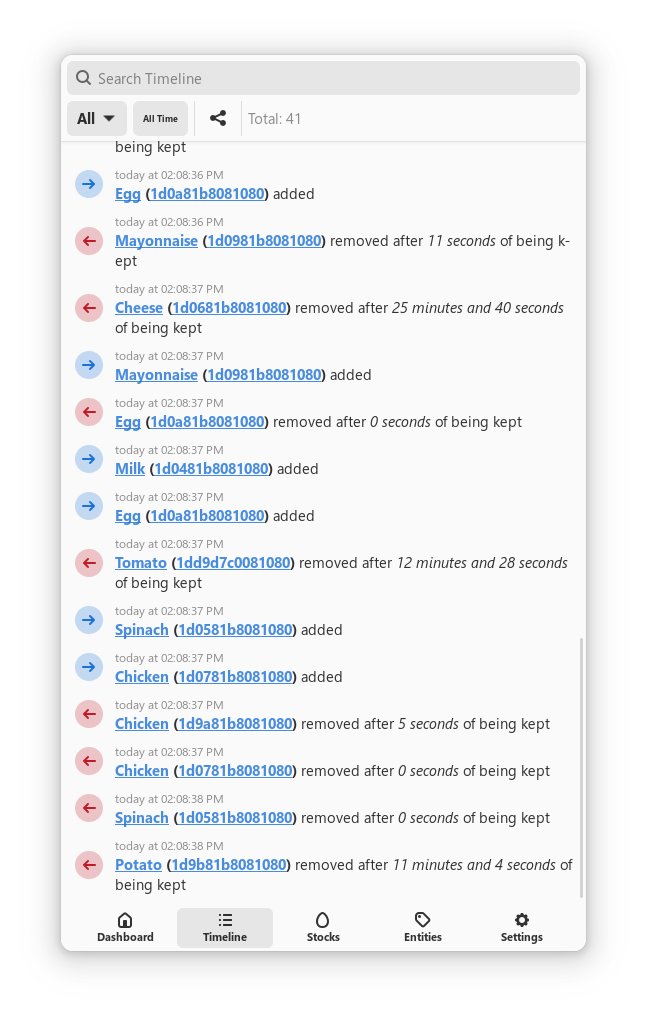 Search Timeline
All
All Time
Total: 41
being kept
today at 02:08:36 PM
Egg (1d0a81b8081080) added
today at 02:08:36 PM
Mayonnaise (1d0981b8081080) removed after 11 seconds of being k-
ept
today at 02:08:37 PM
Cheese (1d0681b8081080) removed after 25 minutes and 40 seconds
of being kept
today at 02:08:37 PM
Mayonnaise (1d0981b8081080) added
today at 02:08:37 PM
Egg (1d0a81b8081080) removed after 0 seconds of being kept
today at 02:08:37 PM
Milk (1d0481b8081080) added
today at 02:08:37 PM
Egg (1d0a81b8081080) added
today at 02:08:37 PM
Tomato (1dd9d7c0081080) removed after 12 minutes and 28 seconds
of being kept
today at 02:08:37 PM
Spinach (1d0581b8081080) added
today at 02:08:37 PM
Chicken (1d0781b8081080) added
today at 02:08:37 PM
Chicken (1d9a81b8081080) removed after 5 seconds of being kept
today at 02:08:37 PM
Chicken (1d0781b8081080) removed after 0 seconds of being kept
today at 02:08:38 PM
Spinach (1d0581b8081080) removed after 0 seconds of being kept
today at 02:08:38 PM
Potato (1d9b81b8081080) removed after 11 minutes and 4 seconds of
being kept
Dashboard
Timeline
Stocks
Entities
Settings